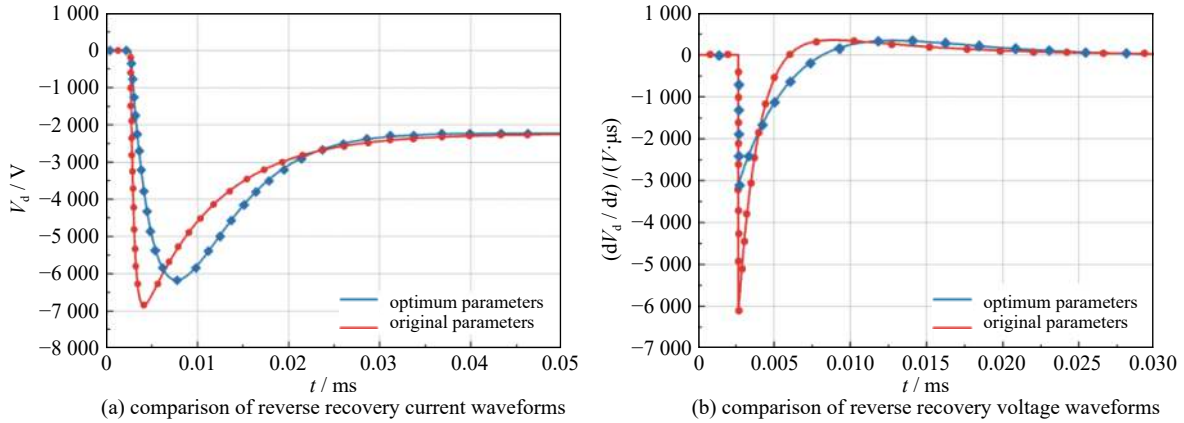 1 000
0
−1 000
−2 000
−3 000
−4 000
−5 000
−6 000
−7 000
−8 000
V_d / V
0 0.01 0.02 0.03 0.04 0.05
t / ms
optimum parameters
original parameters
(a) comparison of reverse recovery current waveforms
1 000
0
−1 000
−2 000
−3 000
−4 000
−5 000
−6 000
−7 000
(dV_d / dt) /(V·μs)
0 0.005 0.010 0.015 0.020 0.025 0.030
t / ms
optimum parameters
original parameters
(b) comparison of reverse recovery voltage waveforms